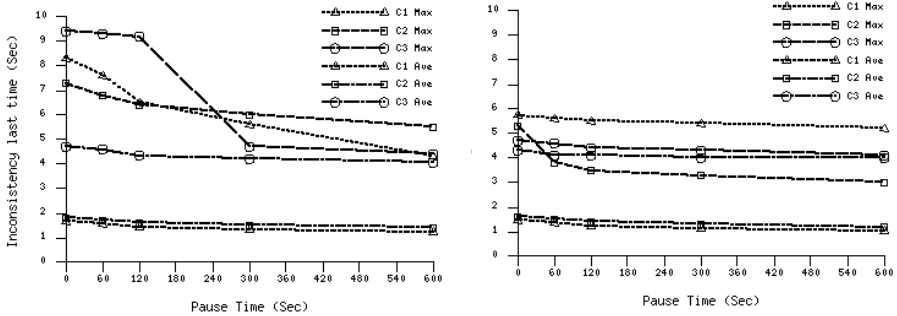 10
9
8
7
6
5
4
3
2
1
0
Inconsistency last time (Sec)
C1 Max
C2 Max
C3 Max
C1 Ave
C2 Ave
C3 Ave
0 60 120 180 240 300 360 420 480 540 600
Pause Time (Sec)
10
9
8
7
6
5
4
3
2
1
0
C1 Max
C2 Max
C3 Max
C1 Ave
C2 Ave
C3 Ave
0 60 120 180 240 300 360 420 480 540 600
Pause Time (Sec)